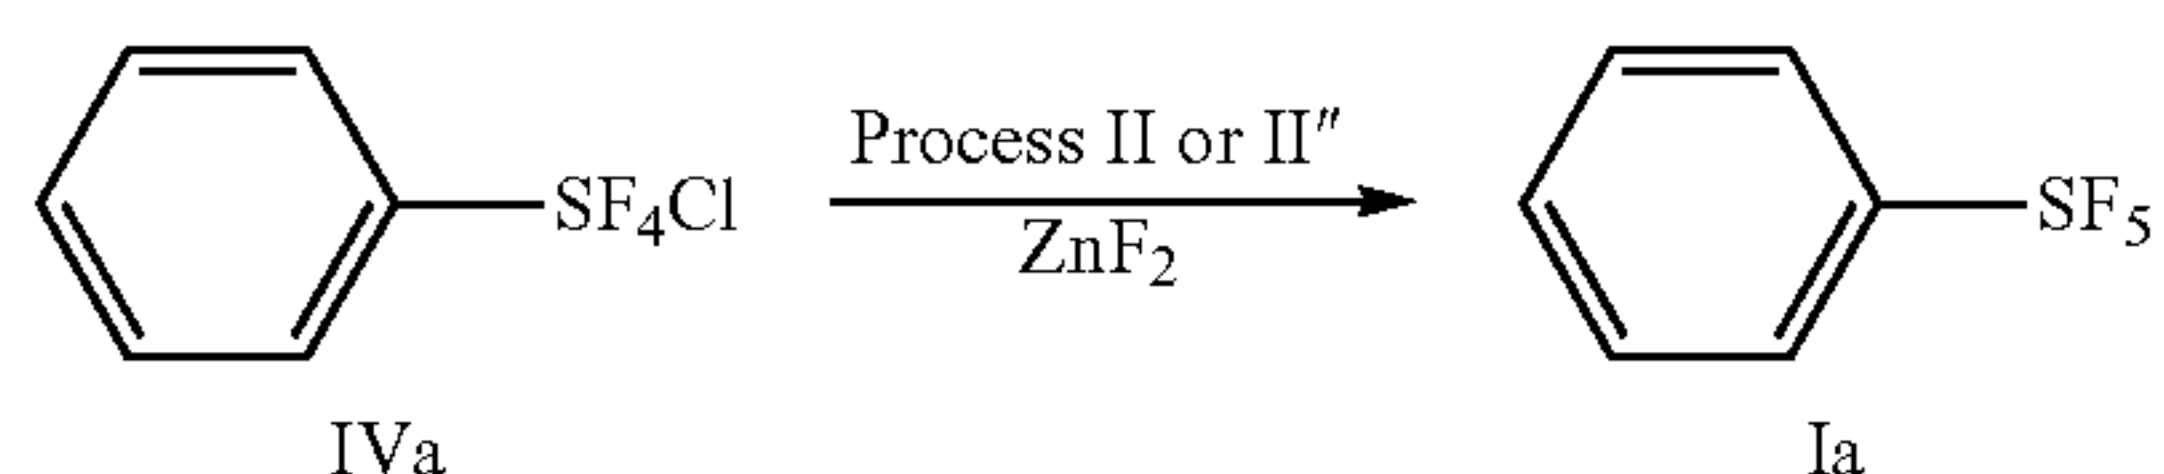 Process II or II″
SF₄Cl
ZnF₂
SF₅
IVa
Ia